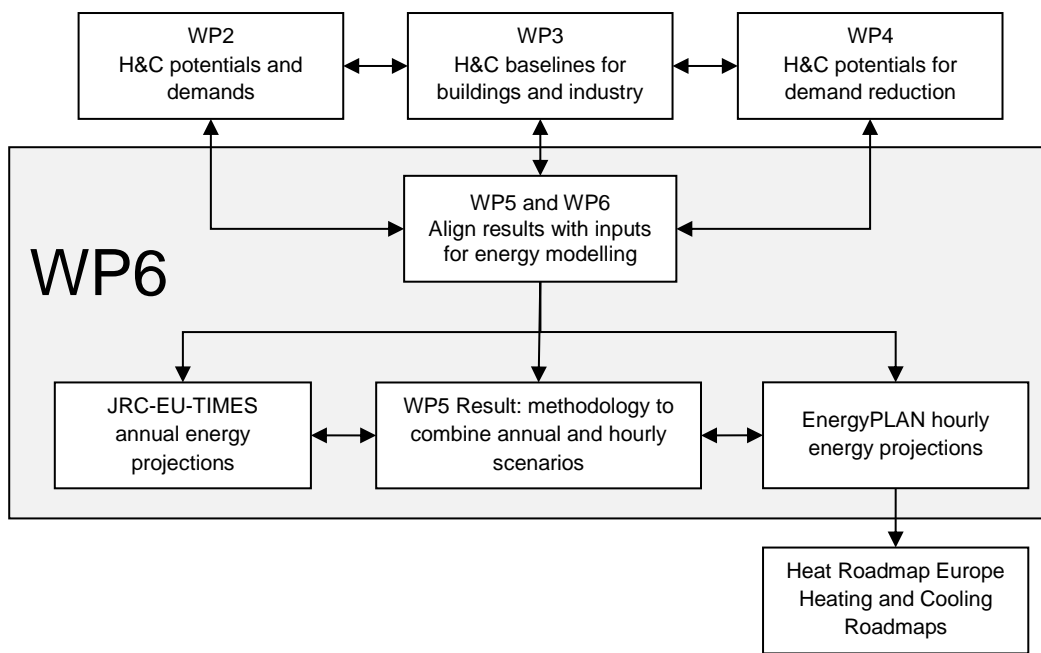 WP2
H&C potentials and
demands
WP3
H&C baselines for
buildings and industry
WP4
H&C potentials for
demand reduction
WP5 and WP6
Align results with inputs
for energy modelling
WP6
JRC-EU-TIMES
annual energy
projections
WP5 Result: methodology to
combine annual and hourly
scenarios
EnergyPLAN hourly
energy projections
Heat Roadmap Europe
Heating and Cooling
Roadmaps